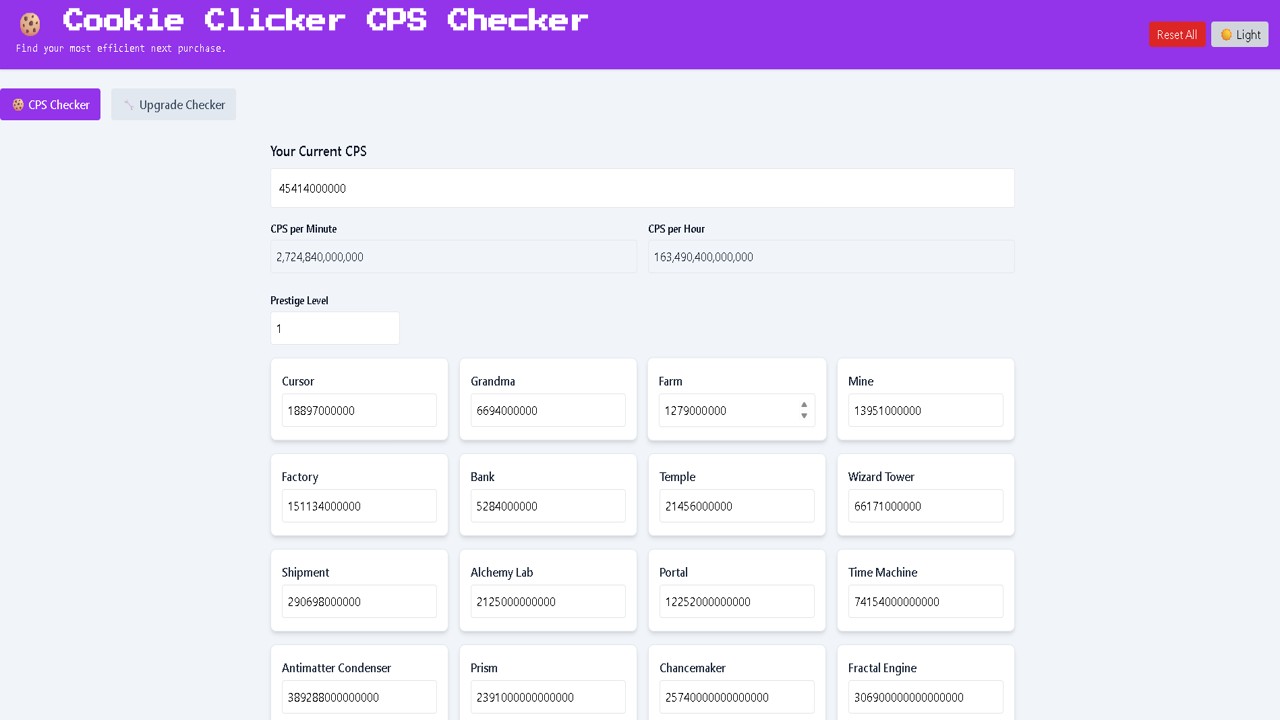 Cookie Clicker CPS Checker
Find your most efficient next purchase.
Reset All
Light
CPS Checker
Upgrade Checker
Your Current CPS
45414000000
CPS per Minute
CPS per Hour
2,724,840,000,000
163,490,400,000,000
Prestige Level
1
Cursor
Grandma
Farm
Mine
18897000000
6694000000
1279000000
13951000000
Factory
Bank
Temple
Wizard Tower
151134000000
5284000000
21456000000
66171000000
Shipment
Alchemy Lab
Portal
Time Machine
290698000000
2125000000000
12252000000000
74154000000000
Antimatter Condenser
Prism
Chancemaker
Fractal Engine
389288000000000
2391000000000000
25740000000000000
306900000000000000